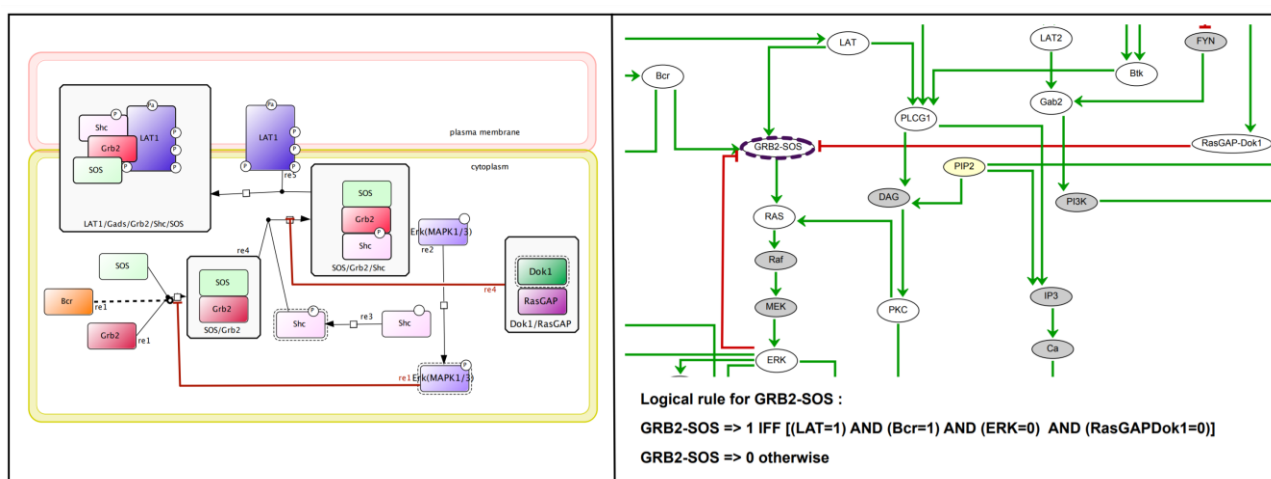 plasma membrane
cytoplasm
Pa
P
Shc
LAT1
P
P
Grb2
SOS
P
P
P
LAT1/Gads/Grb2/Shc/SOS
Pa
LAT1
P
P
P
P
re5
SOS
Grb2
P
Shc
SOS/Grb2/Shc
Erk(MAPK1/3)
re2
re4
SOS
Bcr
re1
Grb2
re1
SOS
Grb2
SOS/Grb2
P
Shc
re3
Shc
re4
Dok1
RasGAP
Dok1/RasGAP
re1
P
Erk(MAPK1/3)
LAT
LAT2
FYN
Bcr
Btk
Gab2
PLCG1
GRB2-SOS
RasGAP-Dok1
PIP2
DAG
PI3K
RAS
Raf
IP3
MEK
PKC
Ca
ERK
Logical rule for GRB2-SOS :
GRB2-SOS => 1 IFF [(LAT=1) AND (Bcr=1) AND (ERK=0) AND (RasGAPDok1=0)]
GRB2-SOS => 0 otherwise